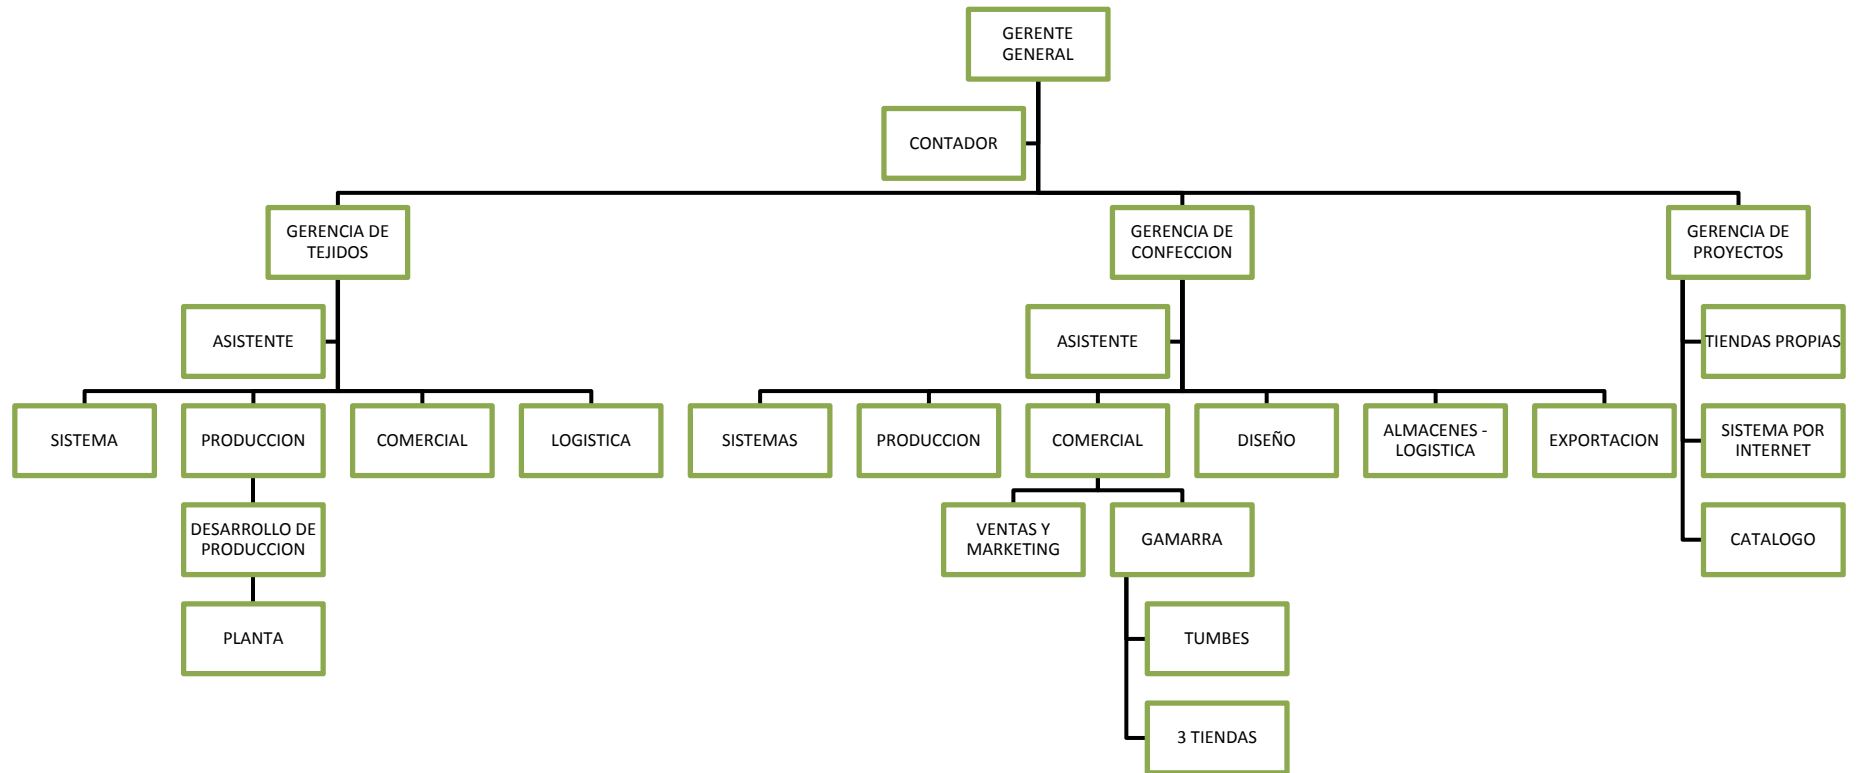 GERENTE
GENERAL
CONTADOR
GERENCIA DE
TEJIDOS
GERENCIA DE
CONFECCION
GERENCIA DE
PROYECTOS
ASISTENTE
ASISTENTE
TIENDAS PROPIAS
SISTEMA
PRODUCCION
COMERCIAL
LOGISTICA
SISTEMAS
PRODUCCION
COMERCIAL
DISEÑO
ALMACENES -
LOGISTICA
EXPORTACION
SISTEMA POR
INTERNET
DESARROLLO DE
PRODUCCION
VENTAS Y
MARKETING
GAMARRA
CATALOGO
PLANTA
TUMBES
3 TIENDAS